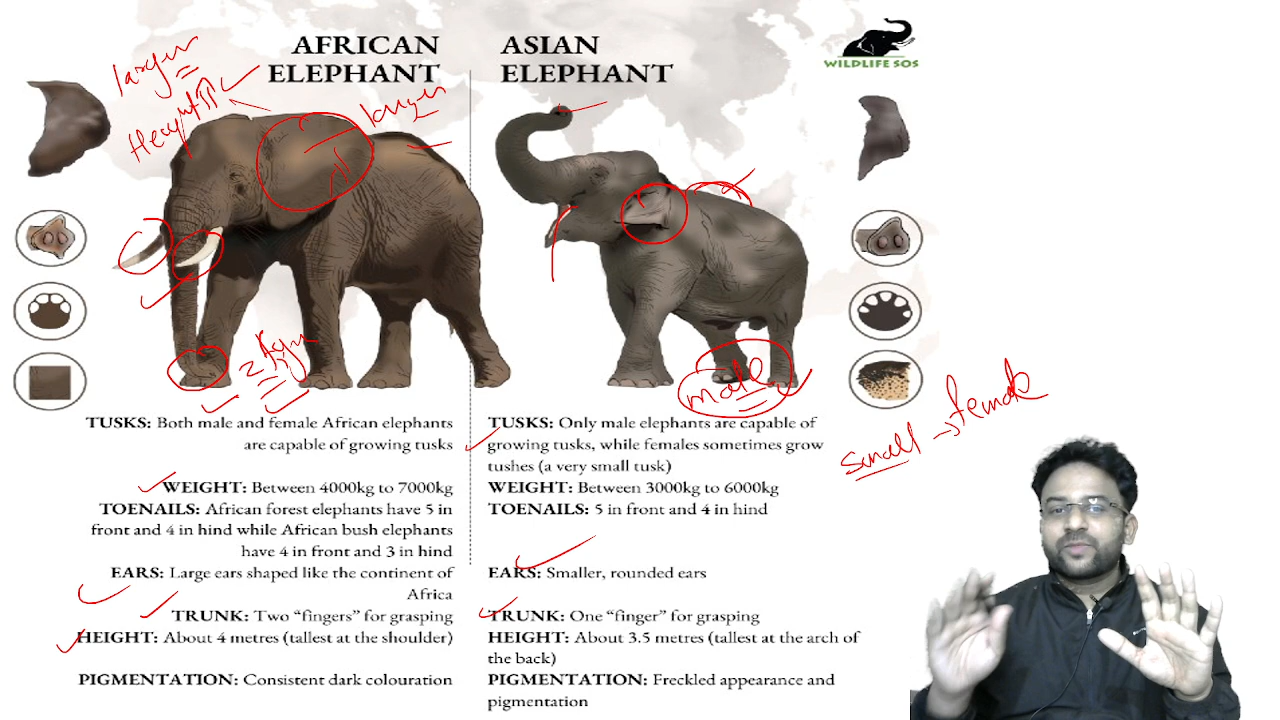 AFRICAN
ELEPHANT
ASIAN
ELEPHANT
WILDLIFE SOS
larger
Height
larger
male
small → female
TUSKS: Both male and female African elephants
are capable of growing tusks
WEIGHT: Between 4000kg to 7000kg
TOENAILS: African forest elephants have 5 in
front and 4 in hind while African bush elephants
have 4 in front and 3 in hind
EARS: Large ears shaped like the continent of
Africa
TRUNK: Two “fingers” for grasping
HEIGHT: About 4 metres (tallest at the shoulder)
PIGMENTATION: Consistent dark colouration
TUSKS: Only male elephants are capable of
growing tusks, while females sometimes grow
tushes (a very small tusk)
WEIGHT: Between 3000kg to 6000kg
TOENAILS: 5 in front and 4 in hind
EARS: Smaller, rounded ears
TRUNK: One “finger” for grasping
HEIGHT: About 3.5 metres (tallest at the arch of
the back)
PIGMENTATION: Freckled appearance and
pigmentation